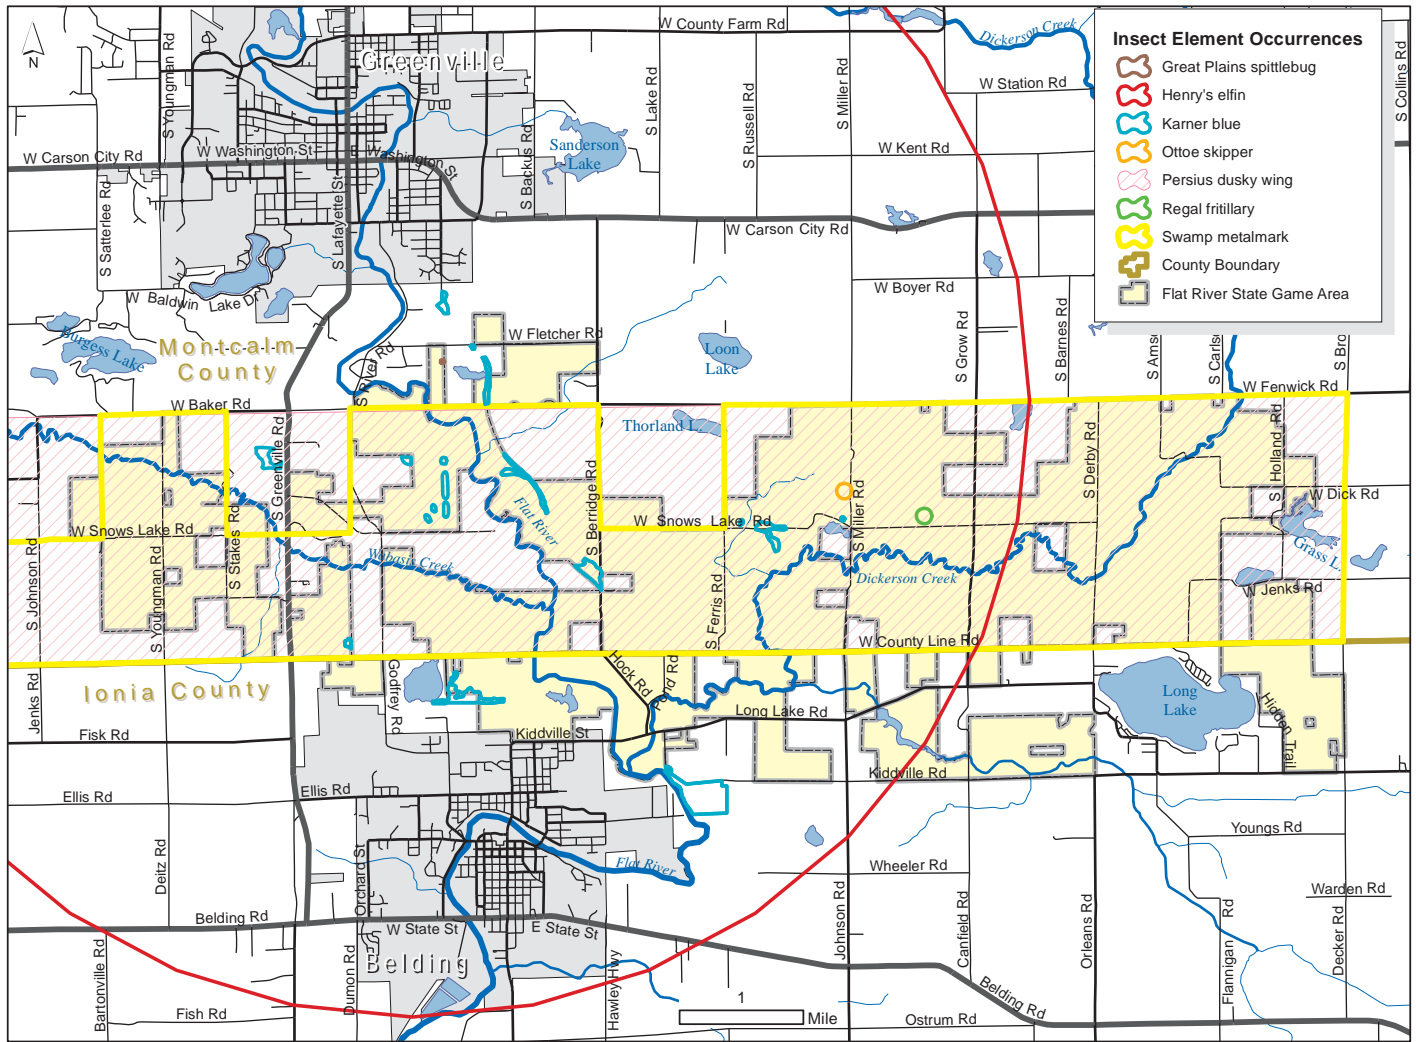 W County Farm Rd
Dickerson Creek
Insect Element Occurrences
Great Plains spittlebug
Henry's elfin
Karner blue
Ottoe skipper
Persius dusky wing
Regal fritillary
Swamp metalmark
County Boundary
Flat River State Game Area
N
Greenville
S Youngman Rd
S Lake Rd
S Russell Rd
S Miller Rd
W Station Rd
S Collins Rd
W Carson City Rd
W Washington St
E Washington St
S Backus Rd
Sanderson
Lake
W Kent Rd
S Satterlee Rd
S Lafayette St
W Carson City Rd
W Baldwin Lake Dr
W Boyer Rd
Burgess Lake
Montcalm
County
S River Rd
W Fletcher Rd
Loon
Lake
S Grow Rd
S Barnes Rd
S Ams
S Carls
S Bro
W Fenwick Rd
W Baker Rd
Thorland L.
S Greenville Rd
S Derby Rd
S Holland Rd
W Dick Rd
Flat River
S Berridge Rd
W Snows Lake Rd
S Miller Rd
W Snows Lake Rd
S Stakes Rd
S Johnson Rd
S Youngman Rd
Wabasis Creek
Dickerson Creek
Grass L.
W Jenks Rd
S Ferris Rd
W County Line Rd
Ionia County
Jenks Rd
Godfrey Rd
Hock Rd
Pond Rd
Long Lake Rd
Long
Lake
Hidden Trail
Fisk Rd
Kiddville St
Kiddville Rd
Ellis Rd
Ellis Rd
Youngs Rd
Deitz Rd
Orchard St
Flat River
Wheeler Rd
Warden Rd
Belding Rd
W State St
E State St
Belding
Johnson Rd
Canfield Rd
Orleans Rd
Flannigan Rd
Decker Rd
Bartonville Rd
Dumon Rd
Hawley Hwy
Belding Rd
Fish Rd
1
Mile
Ostrum Rd